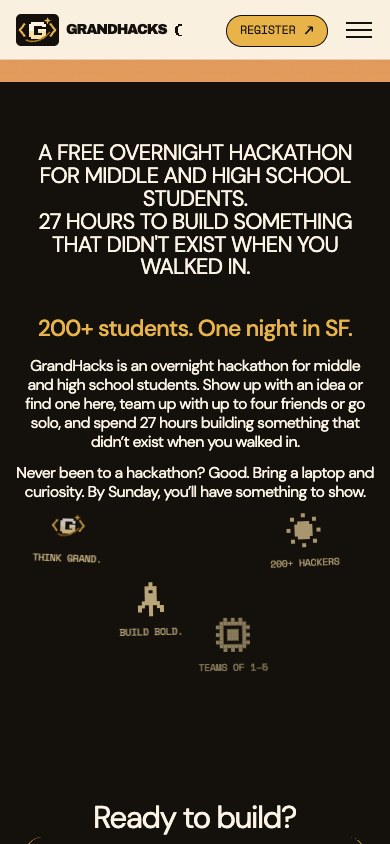 GRANDHACKS
REGISTER ↗
A FREE OVERNIGHT HACKATHON
FOR MIDDLE AND HIGH SCHOOL
STUDENTS.
27 HOURS TO BUILD SOMETHING
THAT DIDN'T EXIST WHEN YOU
WALKED IN.
200+ students. One night in SF.
GrandHacks is an overnight hackathon for middle
and high school students. Show up with an idea or
find one here, team up with up to four friends or go
solo, and spend 27 hours building something that
didn’t exist when you walked in.
Never been to a hackathon? Good. Bring a laptop and
curiosity. By Sunday, you’ll have something to show.
G
THINK GRAND.
200+ HACKERS
BUILD BOLD.
TEAMS OF 1–5
Ready to build?